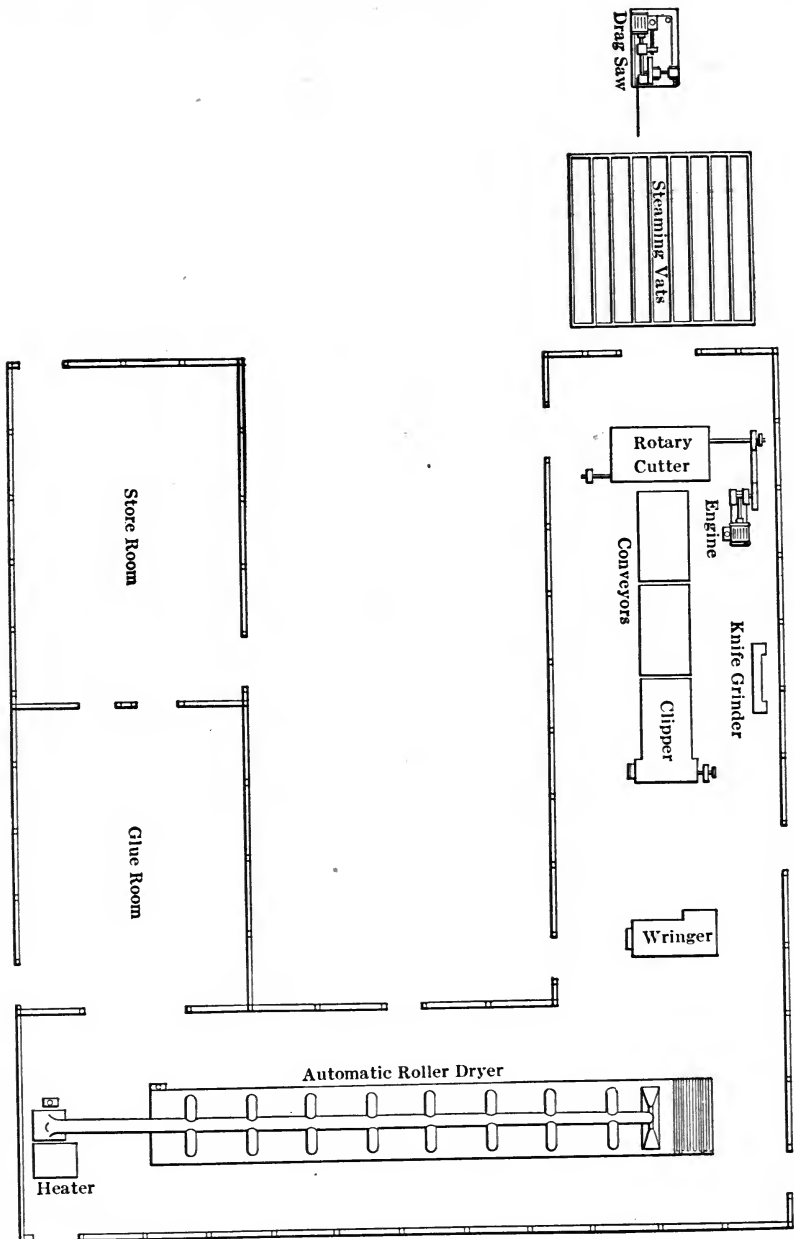 Drag Saw
Steaming Vats
Rotary
Cutter
Engine
Conveyors
Knife Grinder
Clipper
Store Room
Glue Room
Wringer
Automatic Roller Dryer
Heater